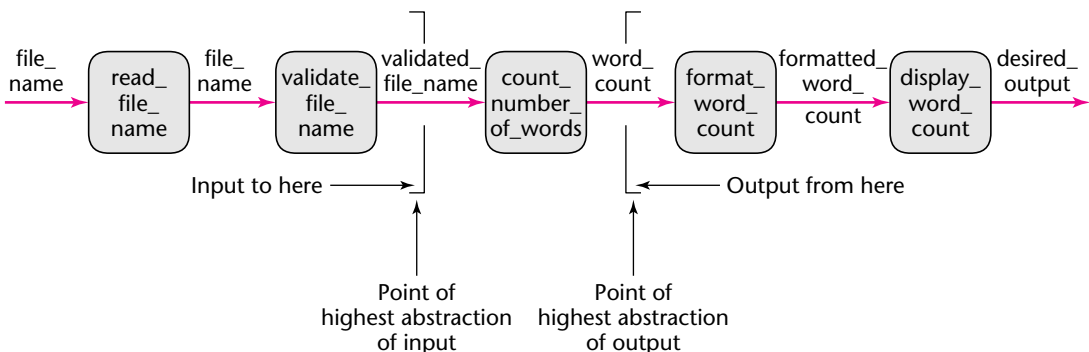 file_
name
read_
file_
name
file_
name
validate_
file_
name
validated_
file_name
count_
number_
of_words
word_
count
format_
word_
count
formatted_
word_
count
display_
word_
count
desired_
output
Input to here
Output from here
Point of
highest abstraction
of input
Point of
highest abstraction
of output